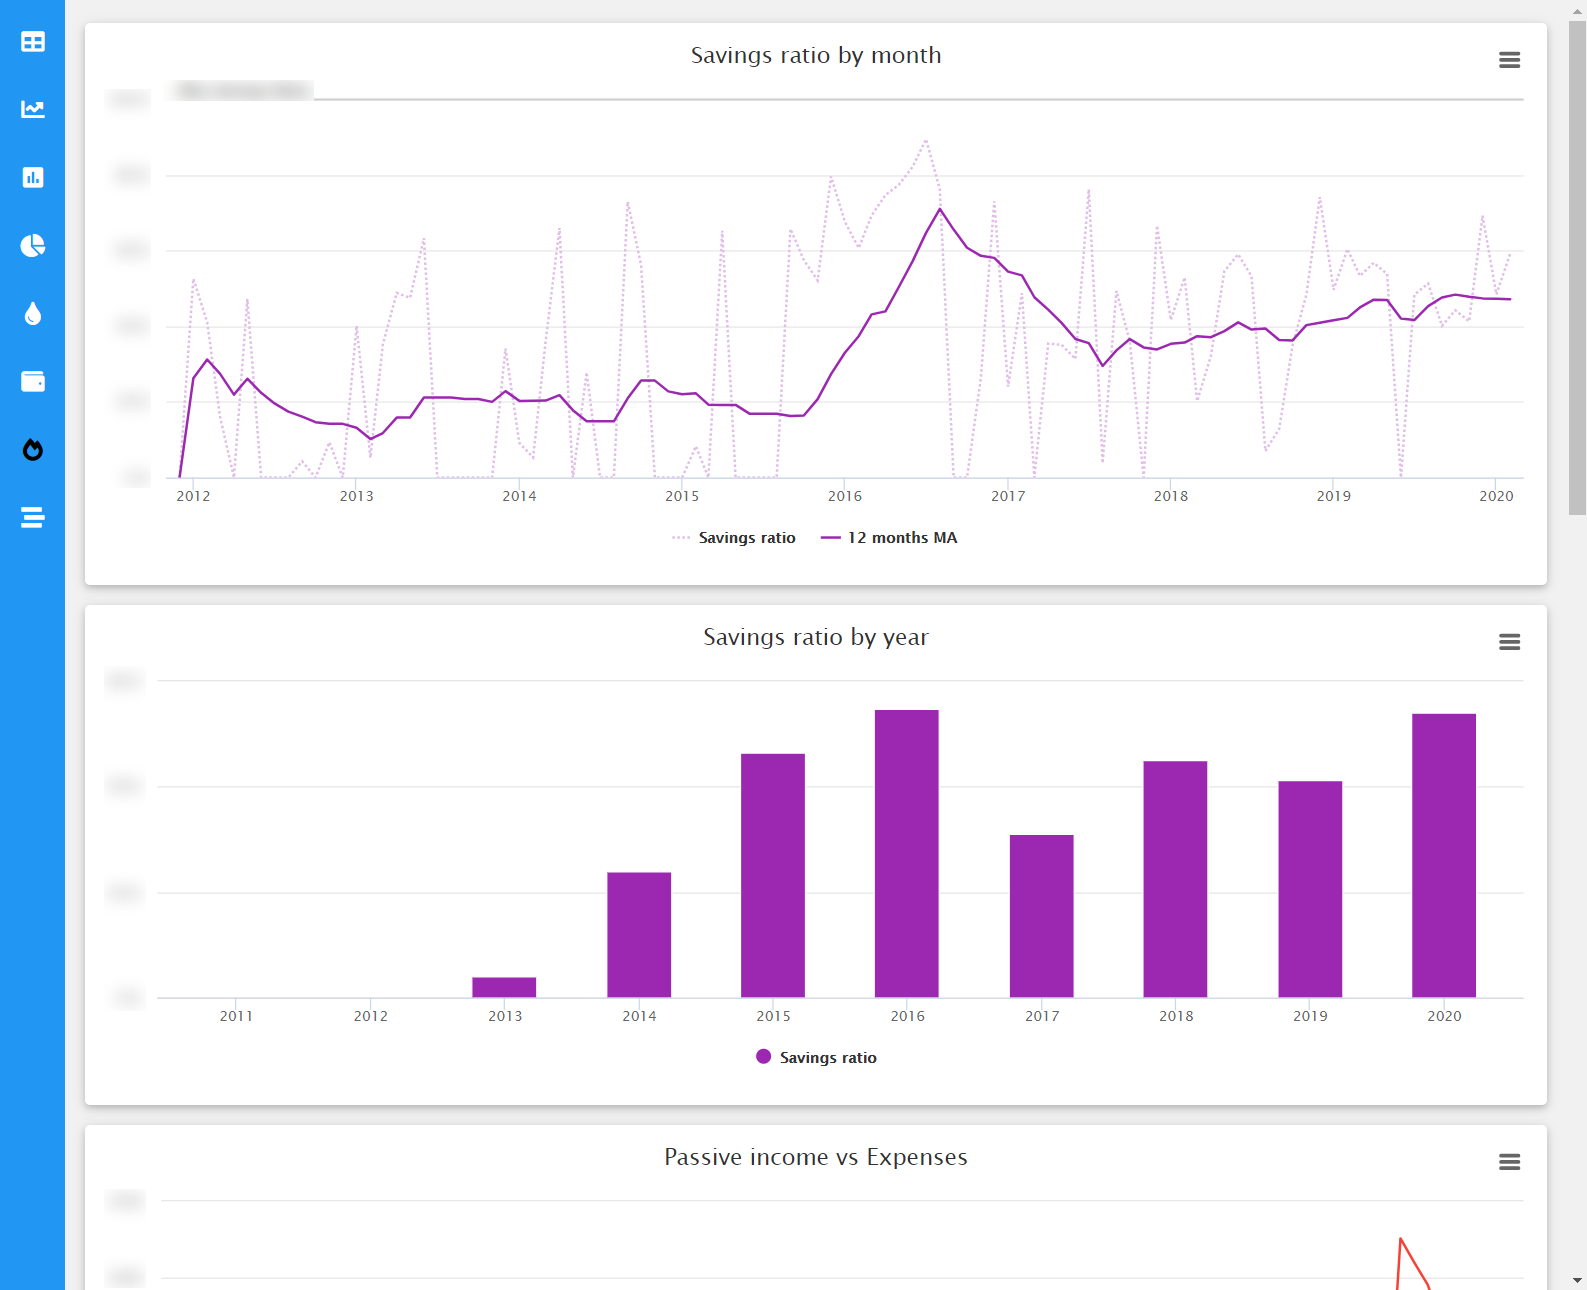 Savings ratio by month
2012 2013 2014 2015 2016 2017 2018 2019 2020
Savings ratio 12 months MA
Savings ratio by year
2011 2012 2013 2014 2015 2016 2017 2018 2019 2020
Savings ratio
Passive income vs Expenses